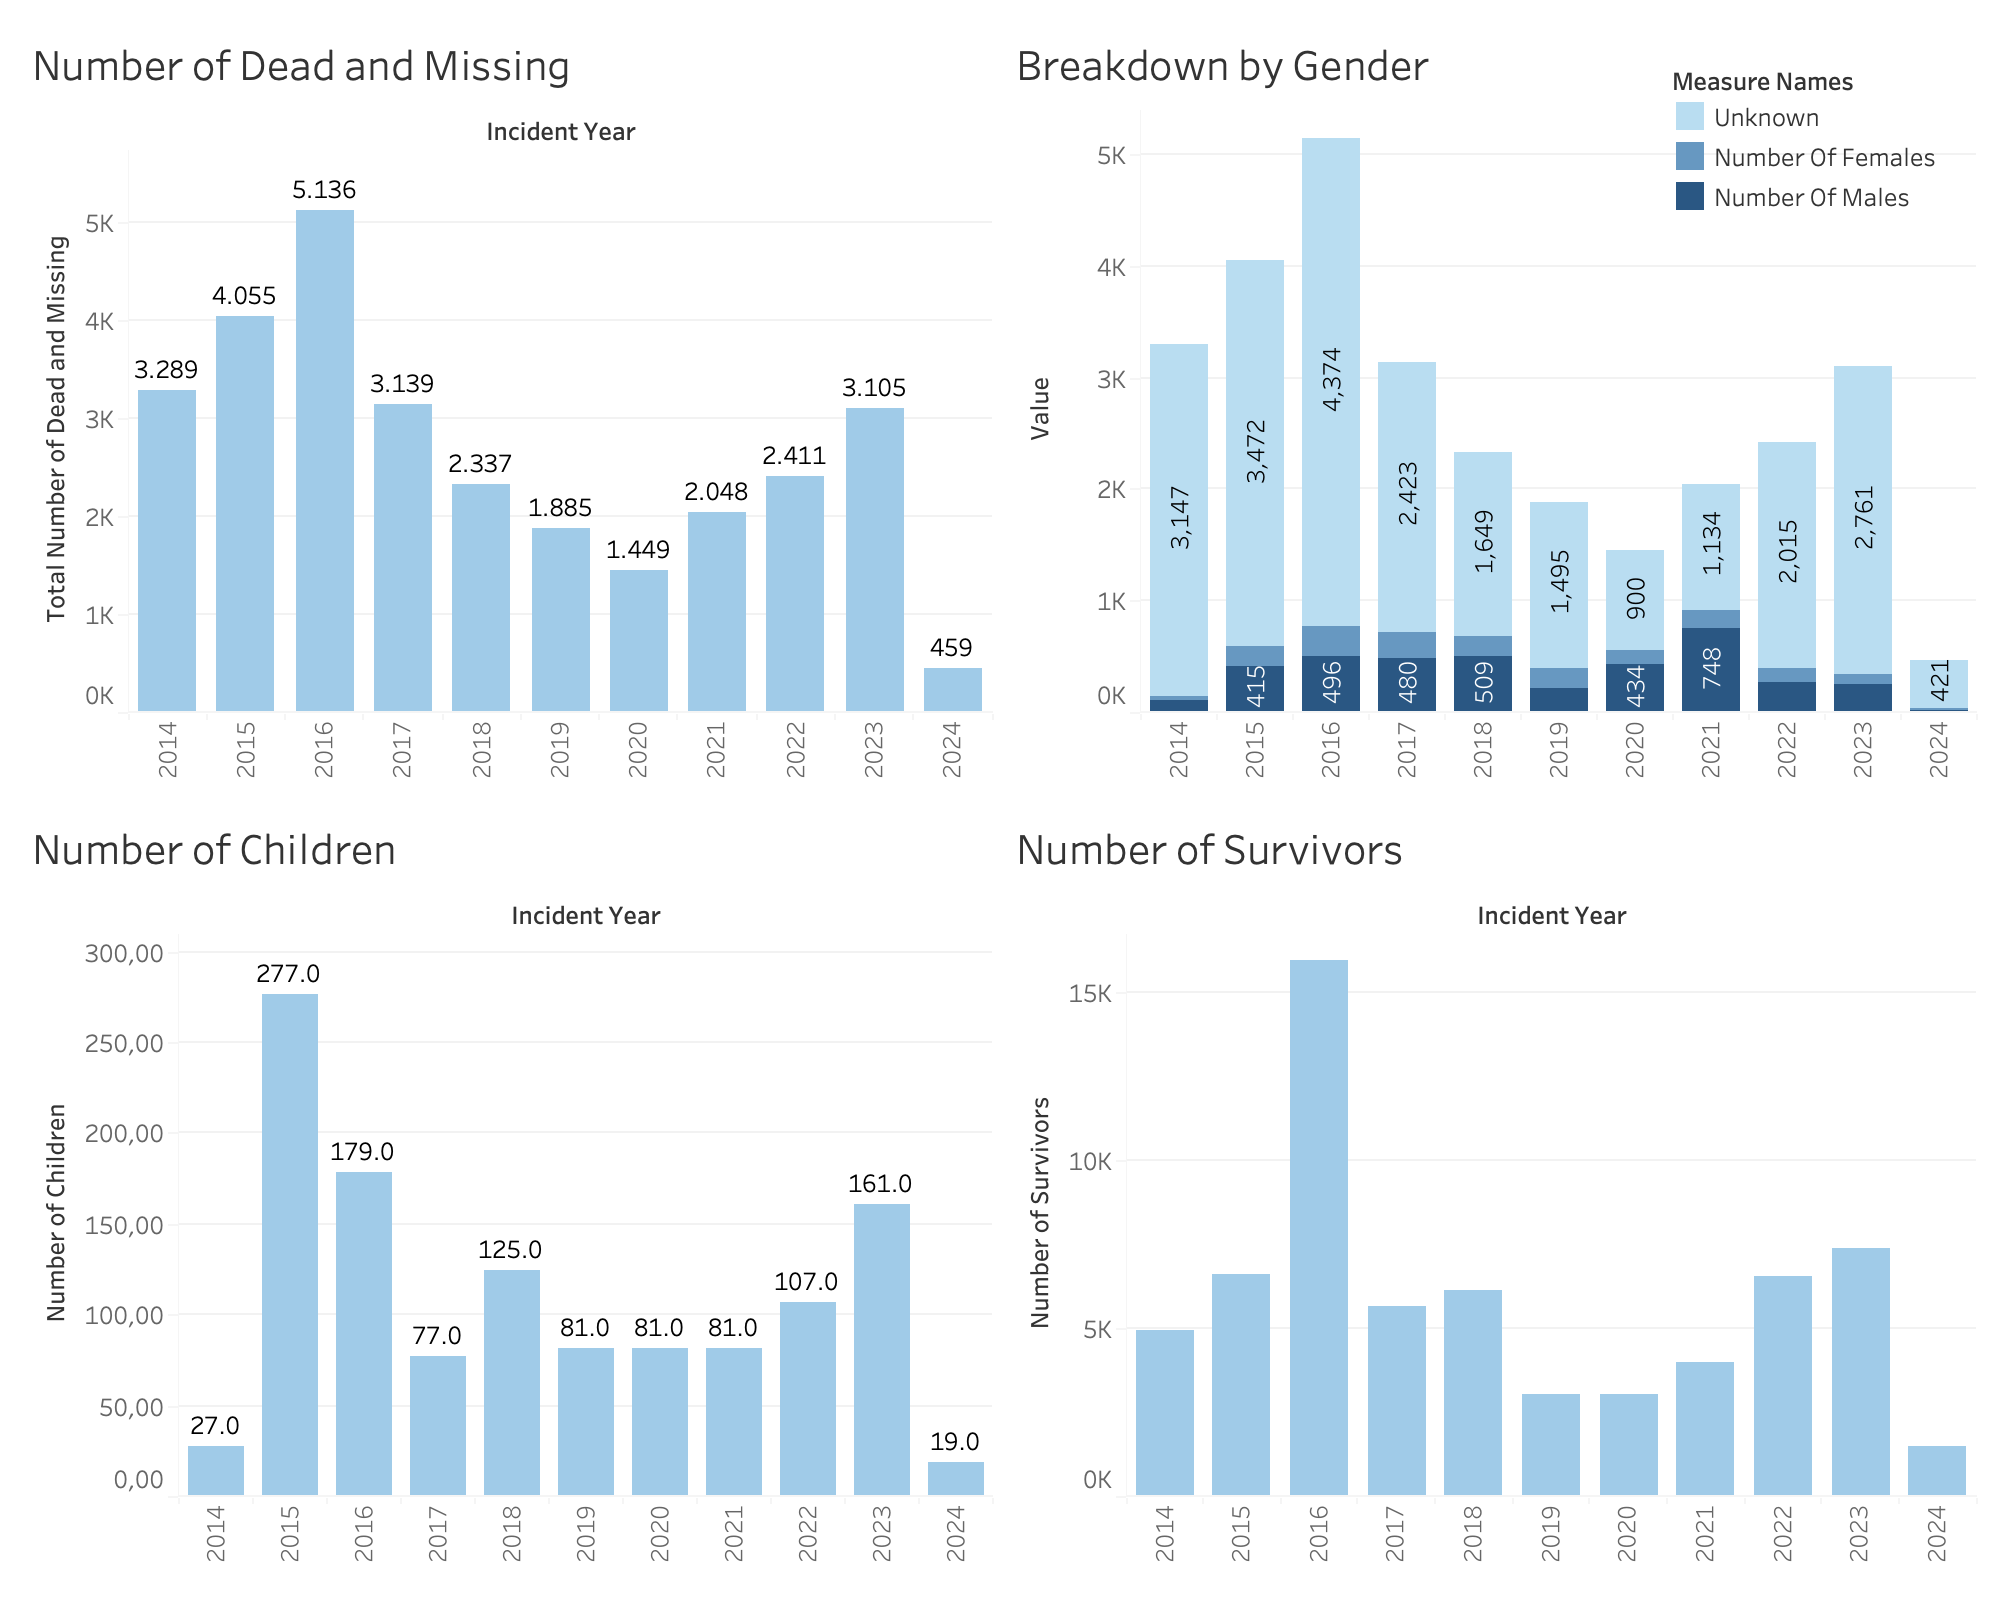 Number of Dead and Missing
Incident Year
Total Number of Dead and Missing
5K
4K
3K
2K
1K
0K
3.289
4.055
5.136
3.139
2.337
1.885
1.449
2.048
2.411
3.105
459
2014
2015
2016
2017
2018
2019
2020
2021
2022
2023
2024
Breakdown by Gender
Measure Names
Unknown
Number Of Females
Number Of Males
Value
5K
4K
3K
2K
1K
0K
3,147
3,472
4,374
2,423
1,649
1,495
900
1,134
2,015
2,761
421
415
496
480
509
434
748
2014
2015
2016
2017
2018
2019
2020
2021
2022
2023
2024
Number of Children
Incident Year
Number of Children
300,00
250,00
200,00
150,00
100,00
50,00
0,00
27.0
277.0
179.0
77.0
125.0
81.0
81.0
81.0
107.0
161.0
19.0
2014
2015
2016
2017
2018
2019
2020
2021
2022
2023
2024
Number of Survivors
Incident Year
Number of Survivors
15K
10K
5K
0K
2014
2015
2016
2017
2018
2019
2020
2021
2022
2023
2024